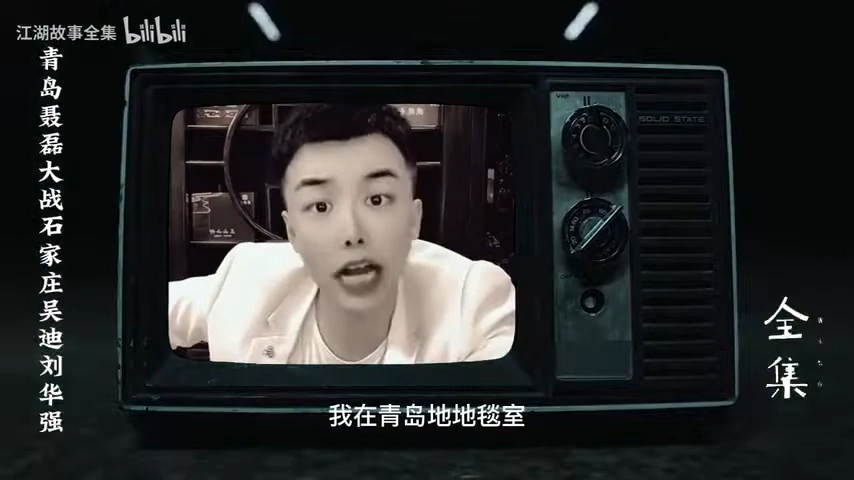 江湖故事全集 bilibili
青岛聂磊大战石家庄吴迪刘华强
VHF
SOLID STATE
全集
我在青岛地地毯室